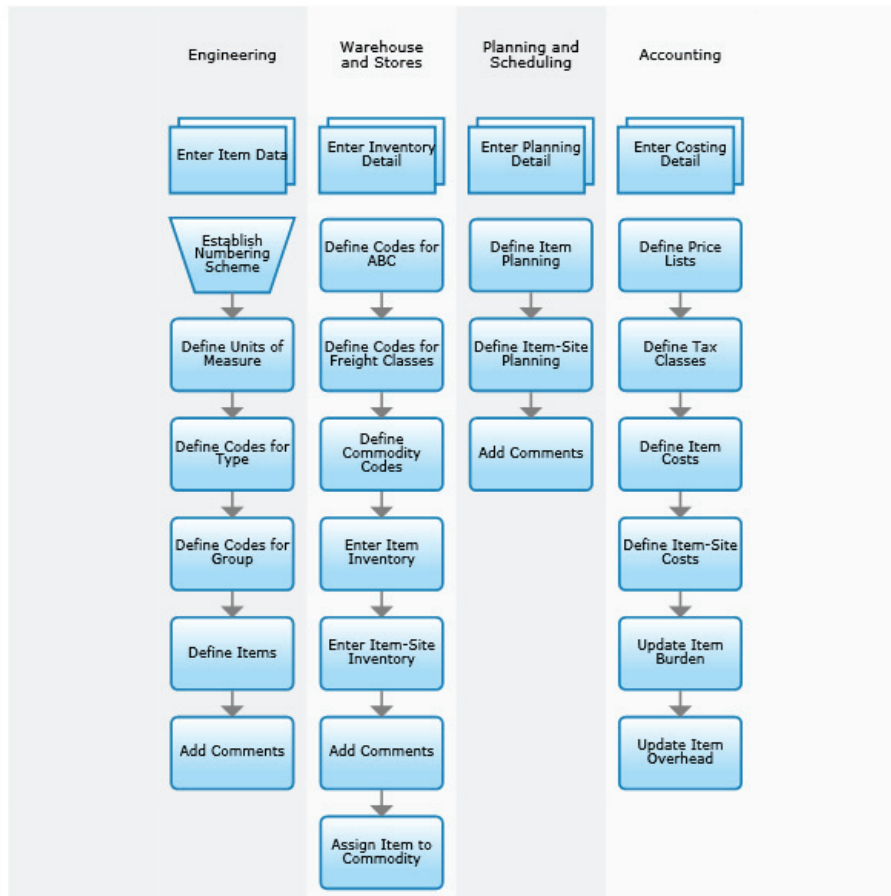 Engineering
Warehouse
and Stores
Planning and
Scheduling
Accounting
Enter Item Data
Enter Inventory
Detail
Enter Planning
Detail
Enter Costing
Detail
Establish
Numbering
Scheme
Define Codes for
ABC
Define Item
Planning
Define Price
Lists
Define Units of
Measure
Define Codes for
Freight Classes
Define Item-Site
Planning
Define Tax
Classes
Define Codes for
Type
Define
Commodity
Codes
Add Comments
Define Item
Costs
Define Codes for
Group
Enter Item
Inventory
Define Item-Site
Costs
Define Items
Enter Item-Site
Inventory
Update Item
Burden
Add Comments
Add Comments
Update Item
Overhead
Assign Item to
Commodity